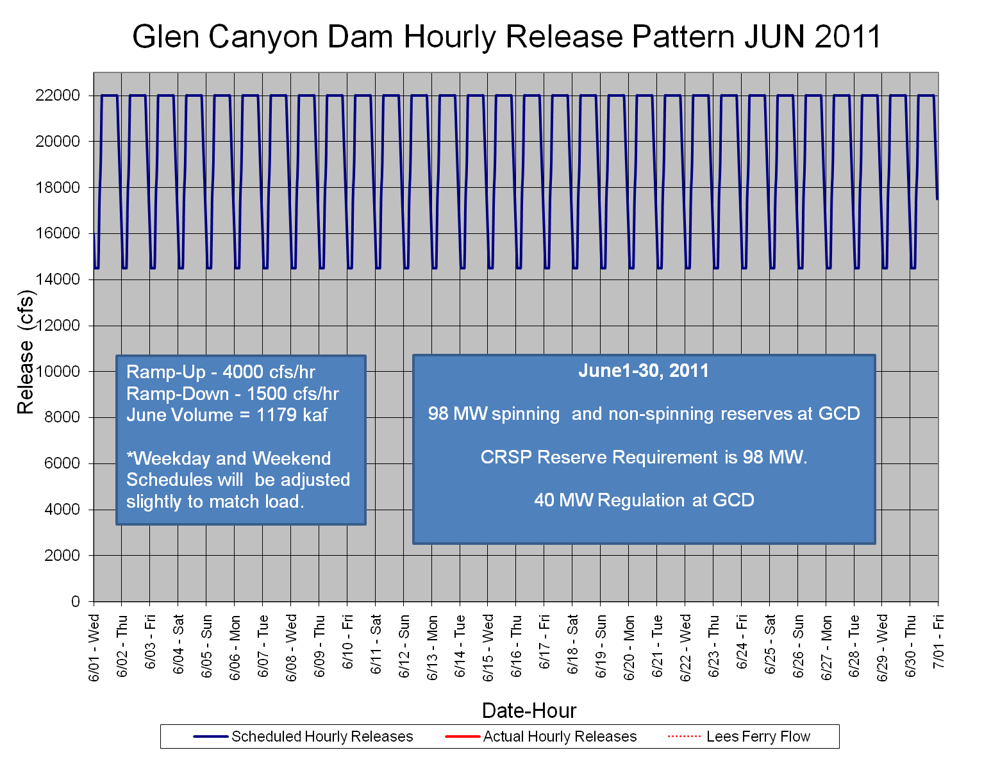 Glen Canyon Dam Hourly Release Pattern JUN 2011
22000
20000
18000
16000
14000
12000
10000
8000
6000
4000
2000
0
Release (cfs)
Ramp-Up - 4000 cfs/hr
Ramp-Down - 1500 cfs/hr
June Volume = 1179 kaf
*Weekday and Weekend
Schedules will be adjusted
slightly to match load.
June1-30, 2011
98 MW spinning and non-spinning reserves at GCD
CRSP Reserve Requirement is 98 MW.
40 MW Regulation at GCD
6/01 - Wed
6/02 - Thu
6/03 - Fri
6/04 - Sat
6/05 - Sun
6/06 - Mon
6/07 - Tue
6/08 - Wed
6/09 - Thu
6/10 - Fri
6/11 - Sat
6/12 - Sun
6/13 - Mon
6/14 - Tue
6/15 - Wed
6/16 - Thu
6/17 - Fri
6/18 - Sat
6/19 - Sun
6/20 - Mon
6/21 - Tue
6/22 - Wed
6/23 - Thu
6/24 - Fri
6/25 - Sat
6/26 - Sun
6/27 - Mon
6/28 - Tue
6/29 - Wed
6/30 - Thu
7/01 - Fri
Date-Hour
Scheduled Hourly Releases
Actual Hourly Releases
Lees Ferry Flow